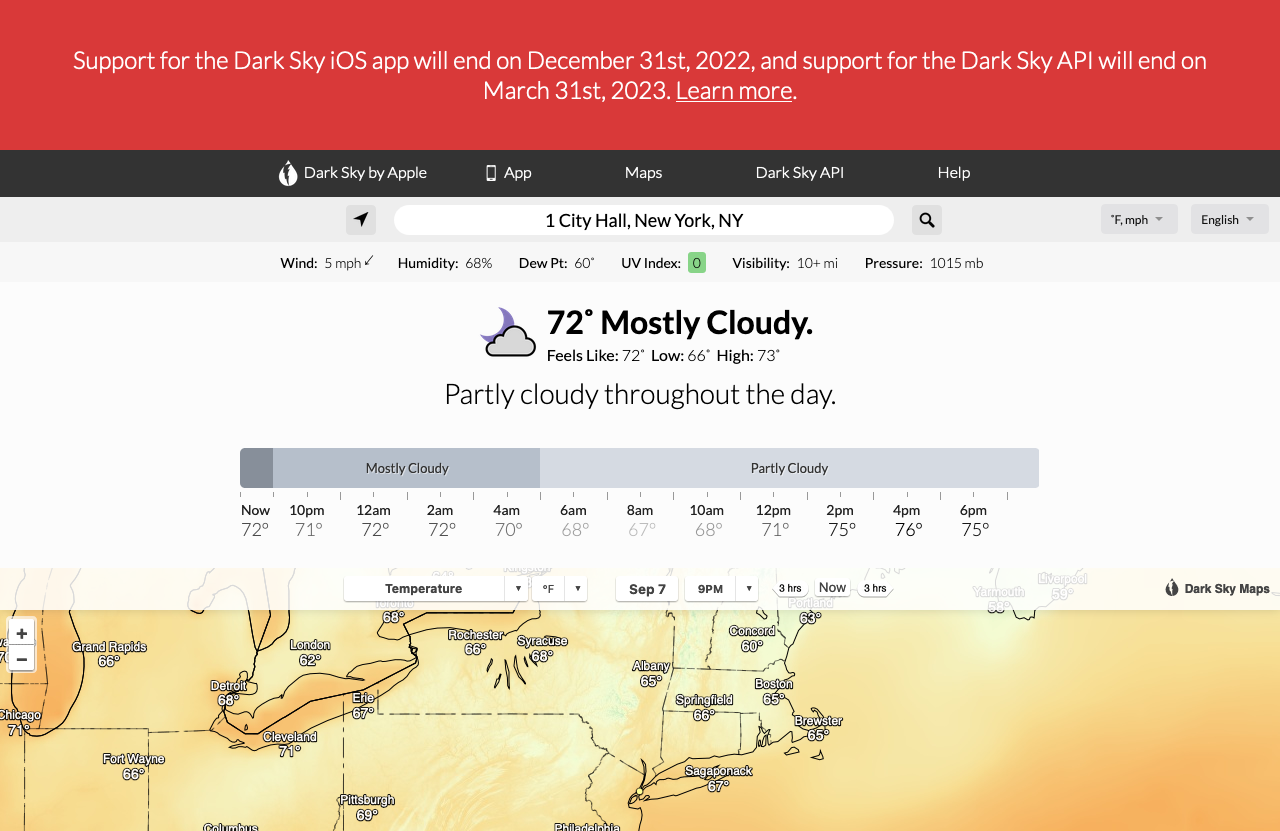 Support for the Dark Sky iOS app will end on December 31st, 2022, and support for the Dark Sky API will end on
March 31st, 2023. Learn more.
Dark Sky by Apple App Maps Dark Sky API Help
1 City Hall, New York, NY ˚F, mph English
Wind: 5 mph Humidity: 68% Dew Pt: 60˚ UV Index: 0 Visibility: 10+ mi Pressure: 1015 mb
72˚ Mostly Cloudy.
Feels Like: 72˚ Low: 66˚ High: 73˚
Partly cloudy throughout the day.
Mostly Cloudy Partly Cloudy
Now 10pm 12am 2am 4am 6am 8am 10am 12pm 2pm 4pm 6pm
72° 71° 72° 72° 70° 68° 67° 68° 71° 75° 76° 75°
Kingston
Liverpool
59°
Temperature °F Sep 7 9PM 3 hrs Now 3 hrs Dark Sky Maps
Yarmouth
58°
Toronto
68°
Portland
63°
+
−
Concord
60°
Rochester
66°
Syracuse
68°
London
62°
Grand Rapids
66°
Albany
65°
Detroit
68°
Boston
65°
Erie
67°
Springfield
66°
Chicago
71°
Brewster
65°
Cleveland
71°
Fort Wayne
66°
Sagaponack
67°
Pittsburgh
69°
Columbus
Philadelphia